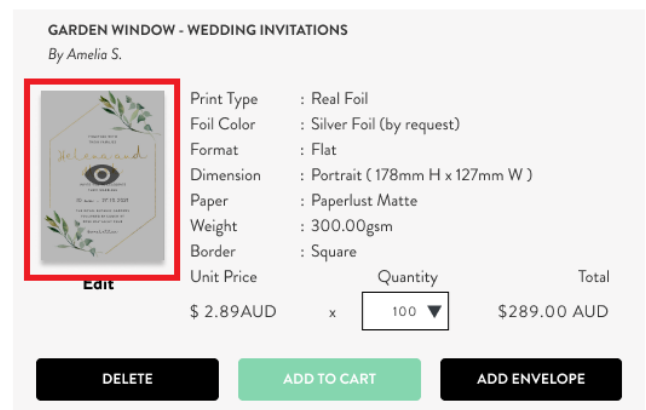 GARDEN WINDOW - WEDDING INVITATIONS
By Amelia S.
Helena and
Print Type : Real Foil
Foil Color : Silver Foil (by request)
Format : Flat
Dimension : Portrait ( 178mm H x 127mm W )
Paper : Paperlust Matte
Weight : 300.00gsm
Border : Square
Edit
Unit Price Quantity Total
$ 2.89AUD x 100 ▼ $289.00 AUD
DELETE ADD TO CART ADD ENVELOPE